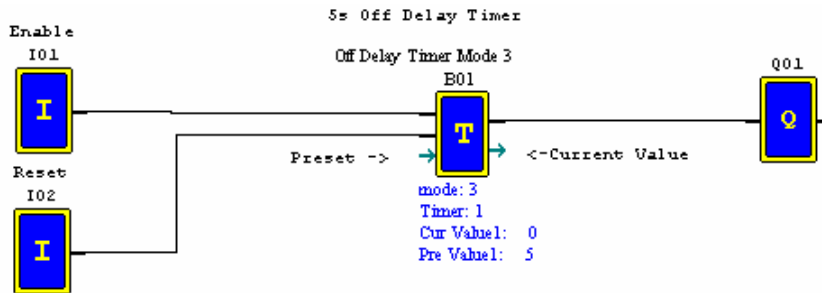 5s Off Delay Timer
Enable
I01
I
Off Delay Timer Mode 3
B01
T
Q01
Q
Preset ->
<-Current Value
Reset
I02
I
mode: 3
Timer: 1
Cur Value1: 0
Pre Value1: 5